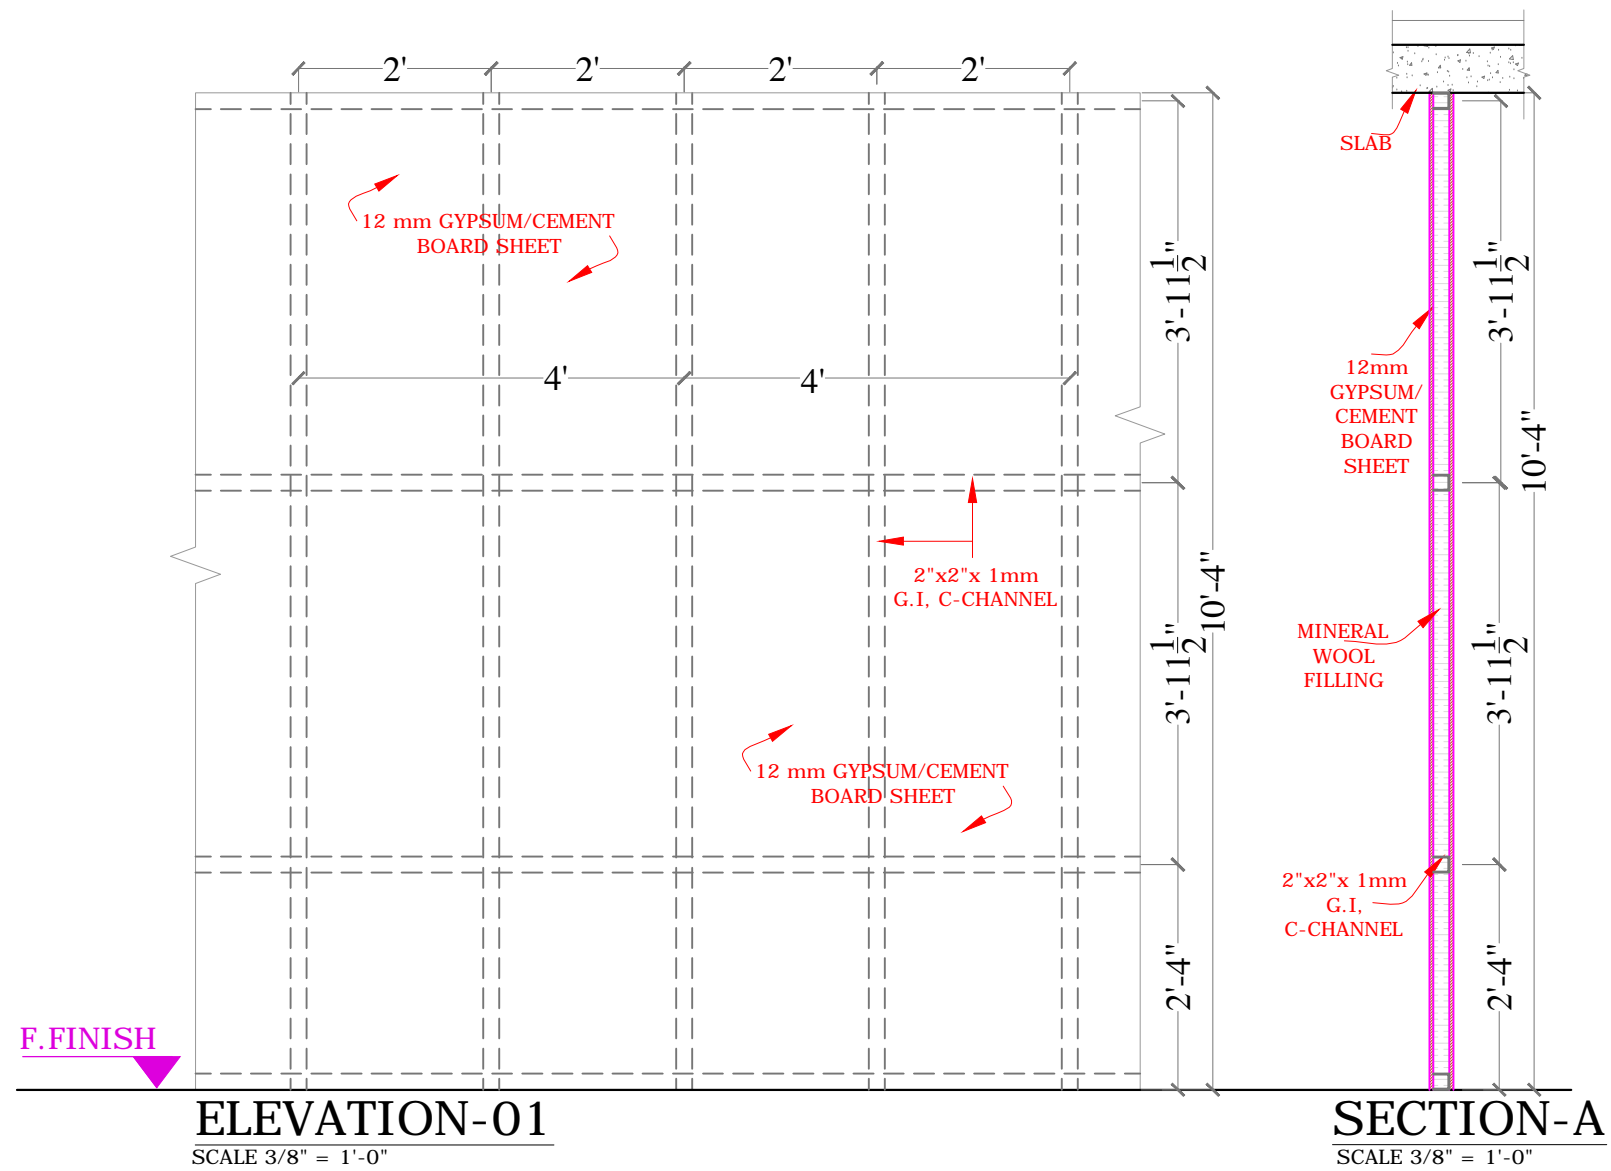 2' 2' 2' 2'
12 mm GYPSUM/CEMENT
BOARD SHEET
4' 4'
2"x2"x 1mm
G.I, C-CHANNEL
12 mm GYPSUM/CEMENT
BOARD SHEET
3'-11 1/2"
3'-11 1/2"
2'-4"
10'-4"
F.FINISH
ELEVATION-01
SCALE 3/8" = 1'-0"
SLAB
12mm
GYPSUM/
CEMENT
BOARD
SHEET
MINERAL
WOOL
FILLING
2"x2"x 1mm
G.I,
C-CHANNEL
3'-11 1/2"
3'-11 1/2"
2'-4"
10'-4"
SECTION-A
SCALE 3/8" = 1'-0"